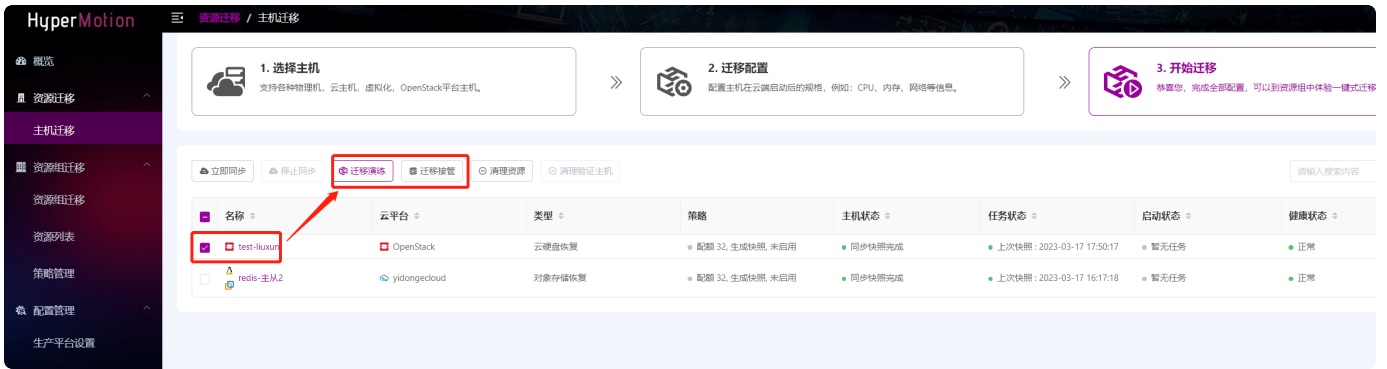 HyperMotion
资源迁移 / 主机迁移
概览
资源迁移
主机迁移
资源组迁移
资源组迁移
资源列表
策略管理
配置管理
生产平台设置
1. 选择主机
支持各种物理机，云主机，虚拟化，OpenStack平台主机。
2. 迁移配置
配置主机在云端启动后的规格，例如：CPU、内存、网络等信息。
3. 开始迁移
恭喜您，完成全部配置，可以到资源组中体验一键式迁移
立即同步 停止同步 迁移演练 迁移接管 清理资源 清理验证主机 请输入搜索内容
名称 云平台 类型 策略 主机状态 任务状态 启动状态 健康状态
test-liuxun OpenStack 云硬盘恢复 配额 32, 生成快照, 未启用 同步快照完成 上次快照 : 2023-03-17 17:50:17 暂无任务 正常
redis-主从2 yidongecloud 对象存储恢复 配额 32, 生成快照, 未启用 同步快照完成 上次快照 : 2023-03-17 16:17:18 暂无任务 正常